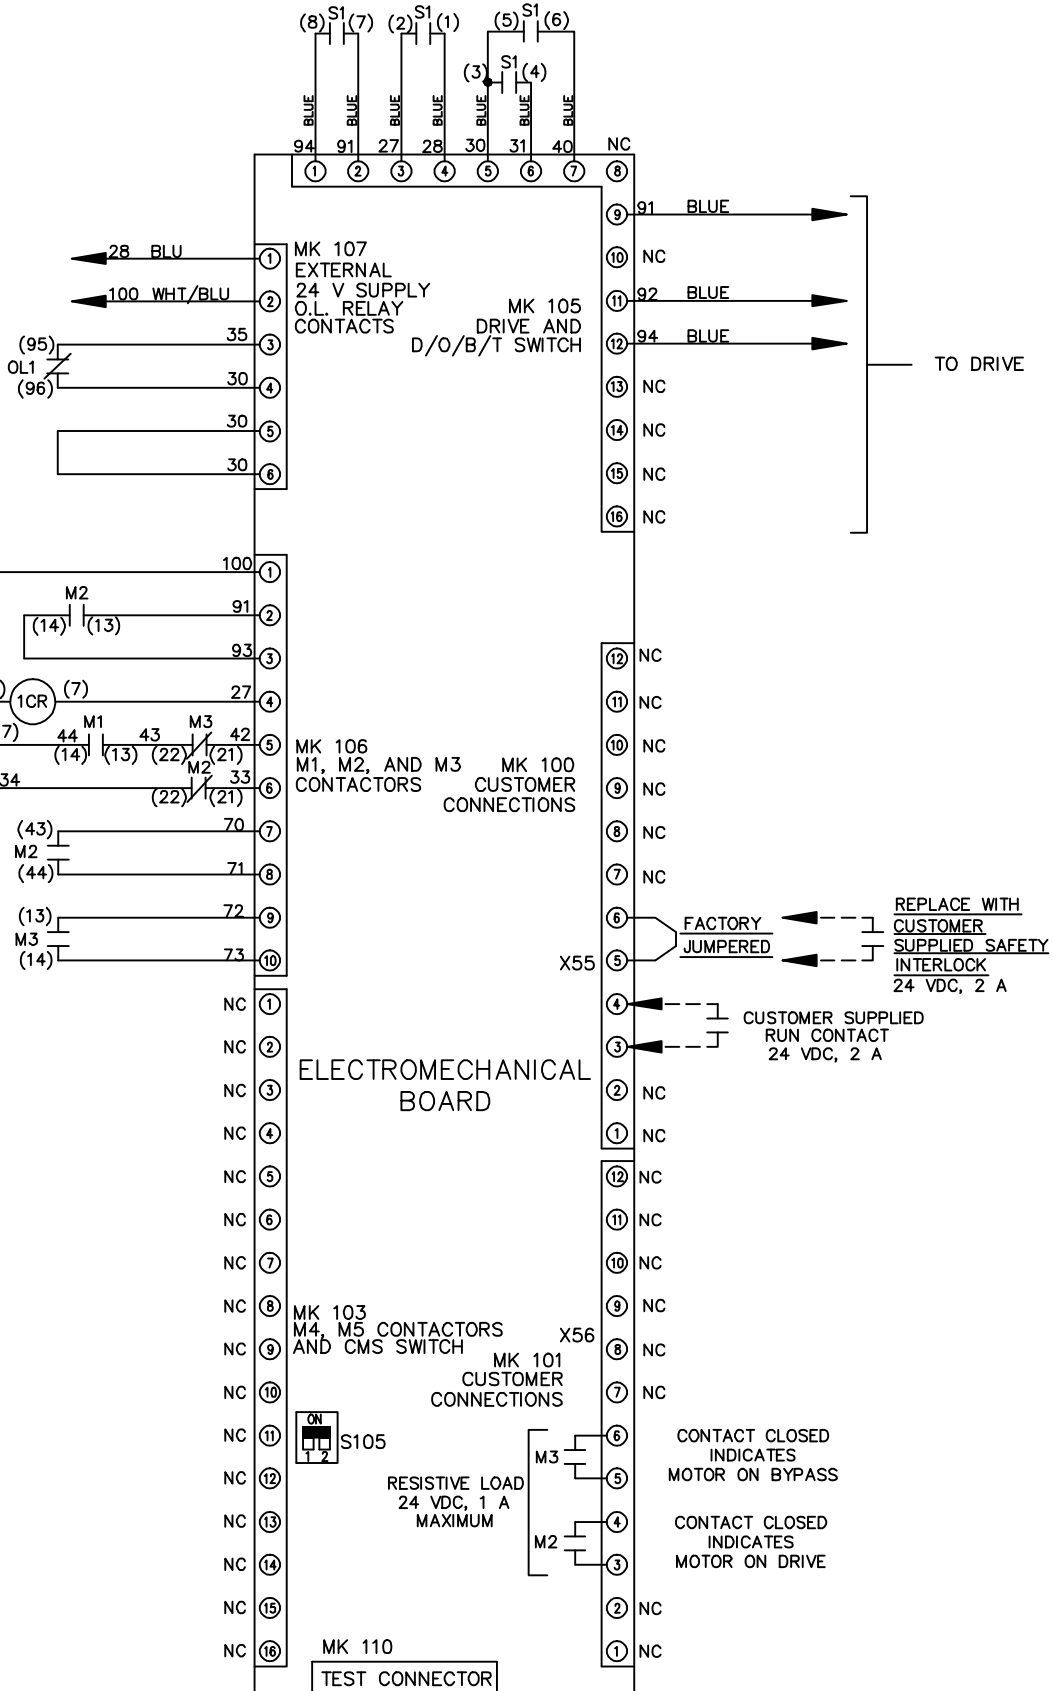 (8) S1 (7) (2) S1 (1) (5) S1 (6)
(3) S1 (4)
BLUE BLUE BLUE BLUE BLUE BLUE BLUE
94 91 27 28 30 31 40 NC
1 2 3 4 5 6 7 8
9 91 BLUE
10 NC
11 92 BLUE
12 94 BLUE
13 NC
14 NC
15 NC
16 NC
TO DRIVE
MK 105
DRIVE AND
D/O/B/T SWITCH
28 BLU 1
100 WHT/BLU 2
(95) 35 3
OL1
(96) 30 4
30 5
30 6
MK 107
EXTERNAL
24 V SUPPLY
O.L. RELAY
CONTACTS
100 1
M2
(14) (13) 91 2
93 3
) 1CR (7) 27 4
7) 44 M1 43 M3 42 5
(14) (13) (22) (21)
34 M2 33 6
(22) (21)
(43) 70 7
M2
(44) 71 8
(13) 72 9
M3
(14) 73 10
MK 106
M1, M2, AND M3
CONTACTORS
MK 100
CUSTOMER
CONNECTIONS
12 NC
11 NC
10 NC
9 NC
8 NC
7 NC
6
X55 5
4
3
2 NC
1 NC
FACTORY
JUMPERED
REPLACE WITH
CUSTOMER
SUPPLIED SAFETY
INTERLOCK
24 VDC, 2 A
CUSTOMER SUPPLIED
RUN CONTACT
24 VDC, 2 A
ELECTROMECHANICAL
BOARD
NC 1
NC 2
NC 3
NC 4
NC 5
NC 6
NC 7
NC 8
NC 9
NC 10
NC 11
NC 12
NC 13
NC 14
NC 15
NC 16
MK 103
M4, M5 CONTACTORS
AND CMS SWITCH
ON
1 2
S105
X56
MK 101
CUSTOMER
CONNECTIONS
12 NC
11 NC
10 NC
9 NC
8 NC
7 NC
6
M3
5
4
M2
3
2 NC
1 NC
RESISTIVE LOAD
24 VDC, 1 A
MAXIMUM
CONTACT CLOSED
INDICATES
MOTOR ON BYPASS
CONTACT CLOSED
INDICATES
MOTOR ON DRIVE
MK 110
TEST CONNECTOR